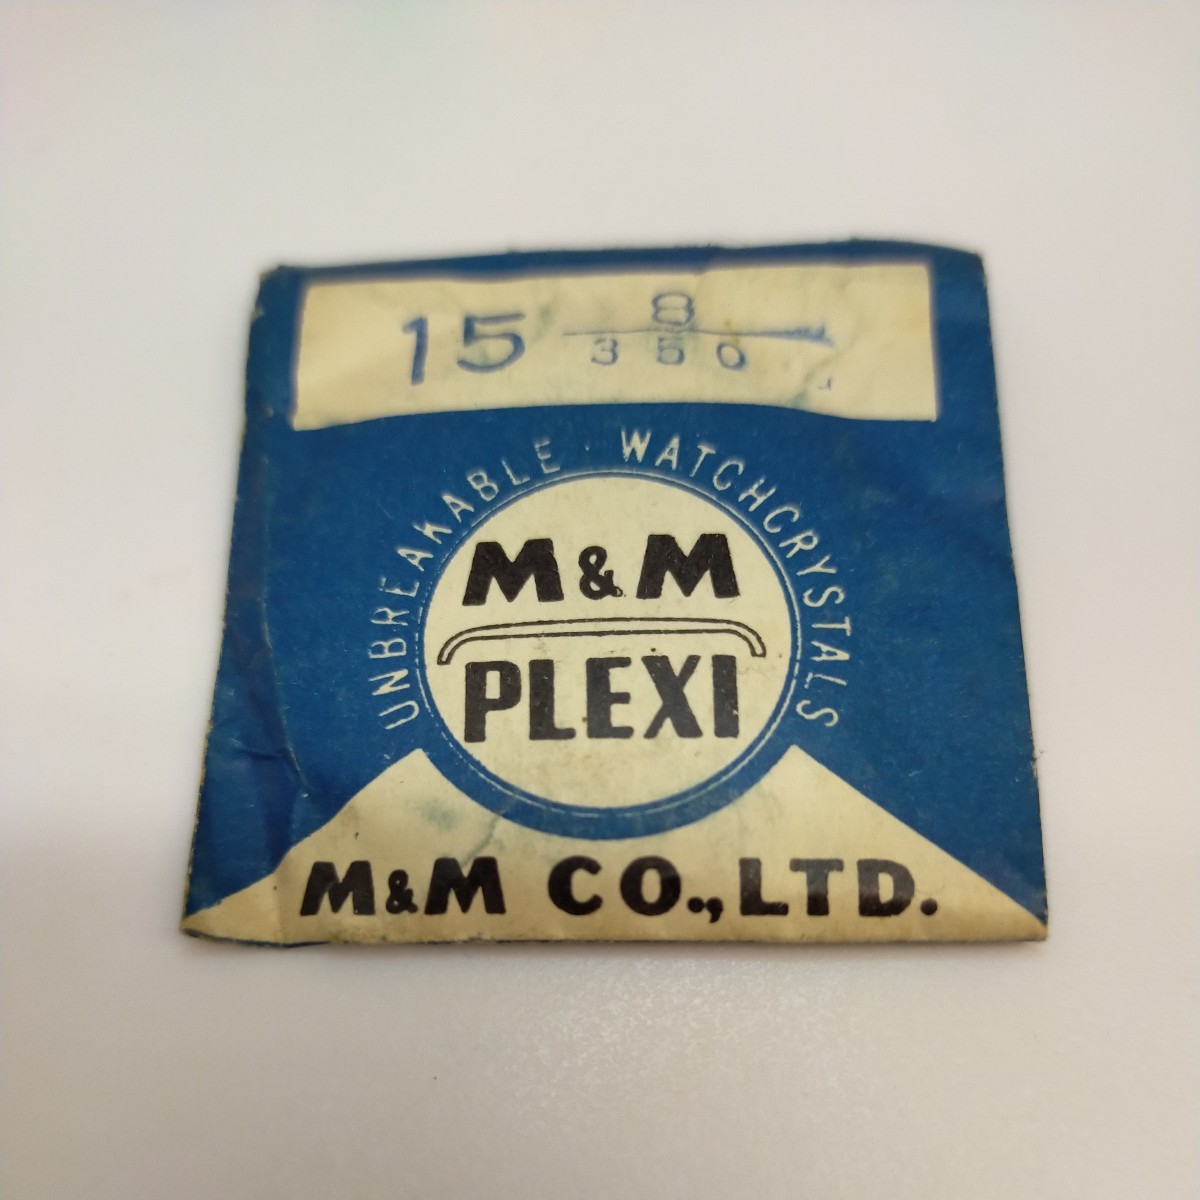 15 8/350
UNBREAKABLE WATCHCRYSTALS
M&M
PLEXI
M&M CO., LTD.